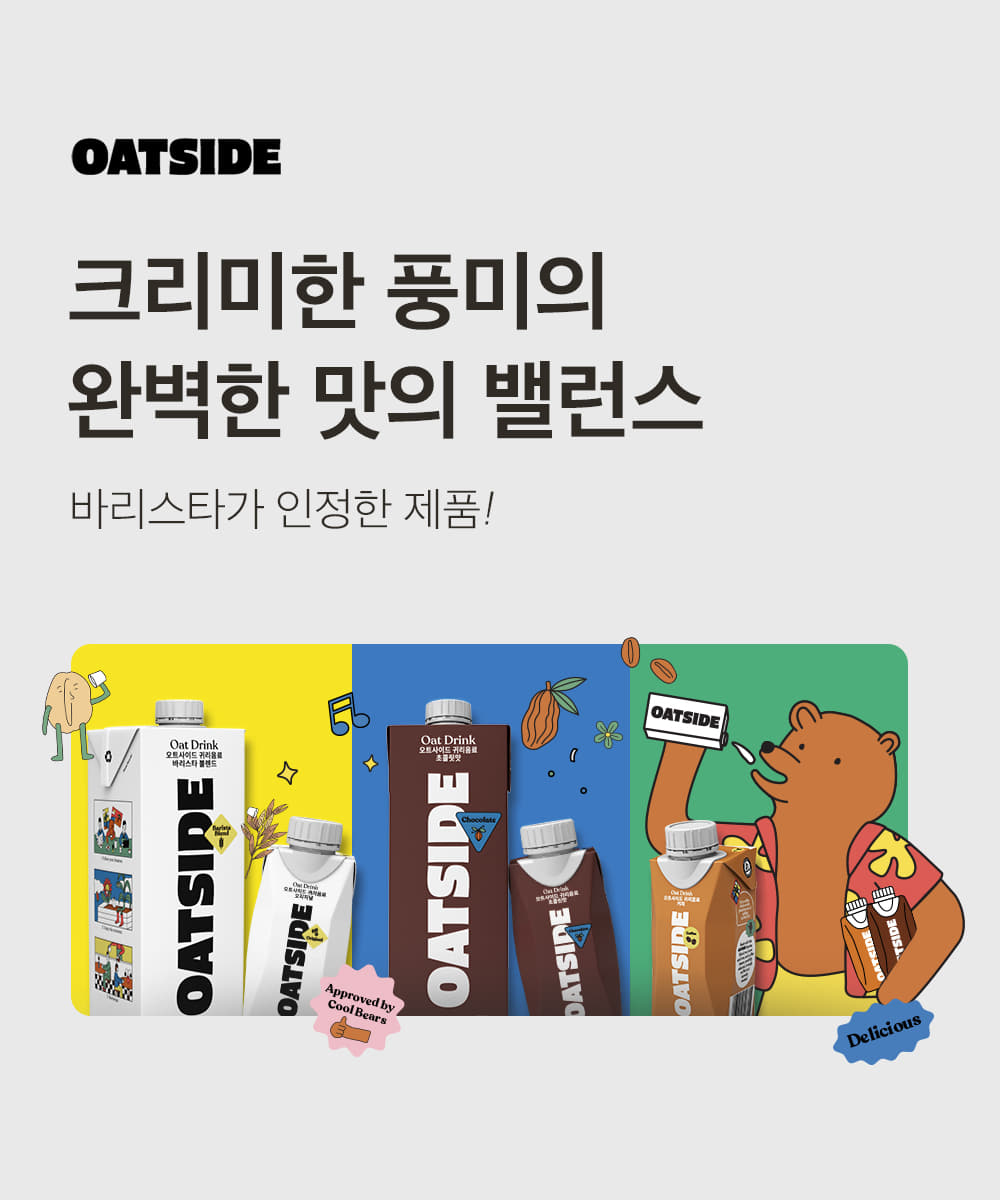 OATSIDE
크리미한 풍미의
완벽한 맛의 밸런스
바리스타가 인정한 제품!
Oat Drink
오트사이드 귀리음료
바리스타 블렌드
OATSIDE
Barista
Blend
Oat Drink
오트사이드 귀리음료
오리지널
OATSIDE
Approved by
Cool Bears
Oat Drink
오트사이드 귀리음료
초콜릿맛
OATSIDE
Chocolate
Oat Drink
오트사이드 귀리음료
초콜릿맛
OATSIDE
Chocolate
OATSIDE
Oat Drink
오트사이드 귀리음료
커피
OATSIDE
OATSIDE
OATSIDE
Delicious